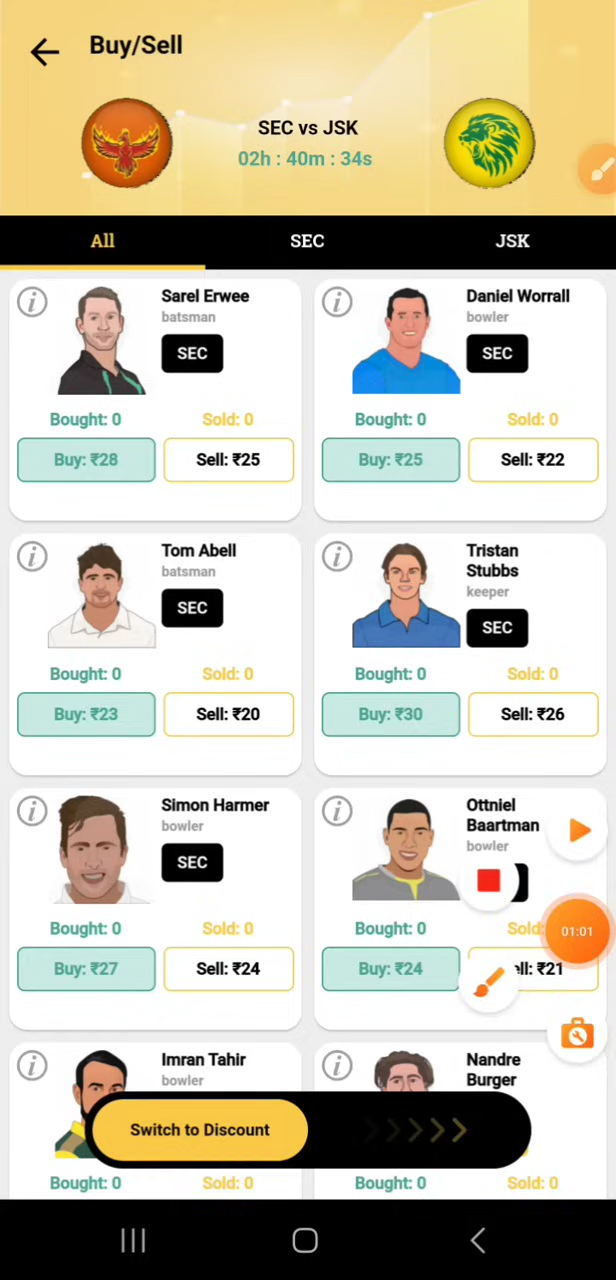 Buy/Sell
SEC vs JSK
02h : 40m : 34s
All
SEC
JSK
Sarel Erwee
batsman
SEC
Bought: 0
Sold: 0
Buy: ₹28
Sell: ₹25
Daniel Worrall
bowler
SEC
Bought: 0
Sold: 0
Buy: ₹25
Sell: ₹22
Tom Abell
batsman
SEC
Bought: 0
Sold: 0
Buy: ₹23
Sell: ₹20
Tristan
Stubbs
keeper
SEC
Bought: 0
Sold: 0
Buy: ₹30
Sell: ₹26
Simon Harmer
bowler
SEC
Bought: 0
Sold: 0
Buy: ₹27
Sell: ₹24
Ottniel
Baartman
bowler
Bought: 0
Sold:
01:01
Buy: ₹24
ell: ₹21
Imran Tahir
bowler
Bought: 0
Sold: 0
Nandre
Burger
Bought: 0
Sold: 0
Switch to Discount